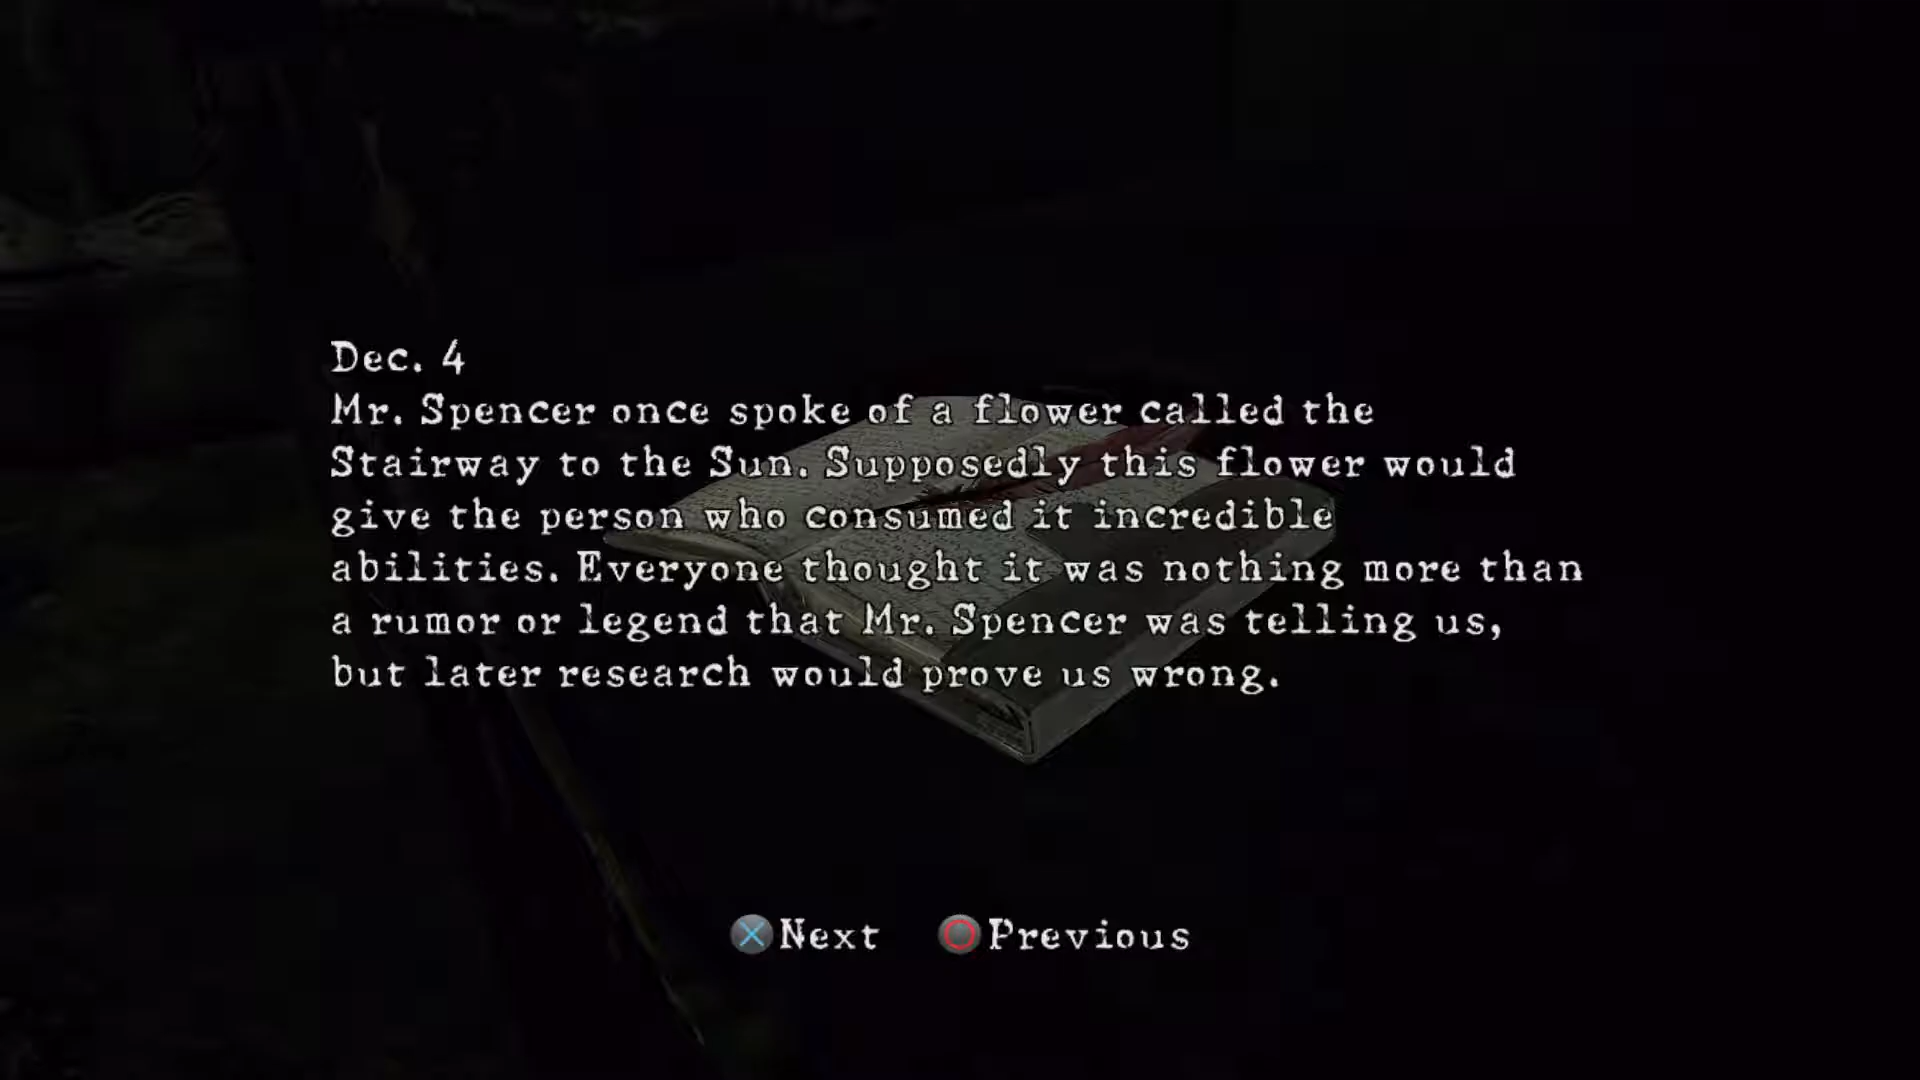 Dec. 4
Mr. Spencer once spoke of a flower called the
Stairway to the Sun. Supposedly this flower would
give the person who consumed it incredible
abilities. Everyone thought it was nothing more than
a rumor or legend that Mr. Spencer was telling us,
but later research would prove us wrong.
Next Previous